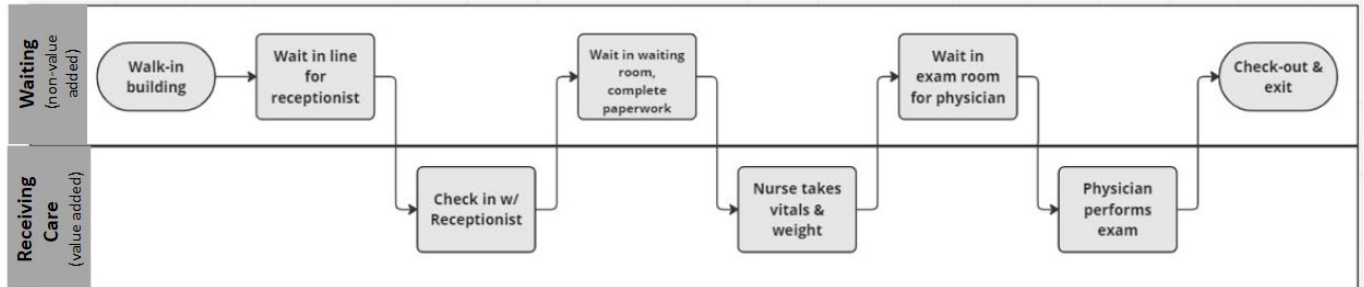 Waiting
(non-value
added)
Walk-in
building
Wait in line
for
receptionist
Wait in waiting
room,
complete
paperwork
Wait in
exam room
for physician
Check-out &
exit
Receiving
Care
(value added)
Check in w/
Receptionist
Nurse takes
vitals &
weight
Physician
performs
exam